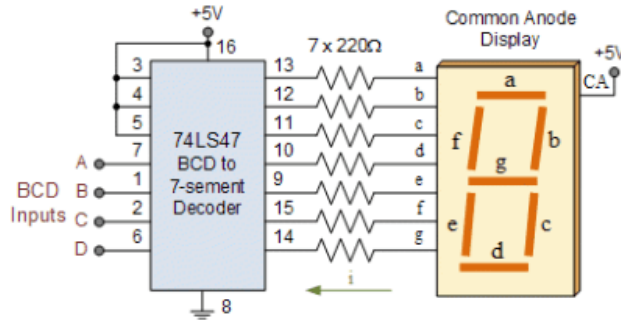 +5V
16
7 x 220Ω
Common Anode
Display
+5V
CA
3
4
5
7
1
2
6
13
12
11
10
9
15
14
74LS47
BCD to
7-sement
Decoder
BCD
Inputs
A
B
C
D
a
b
c
d
e
f
g
a
f
b
g
e
c
d
i
8